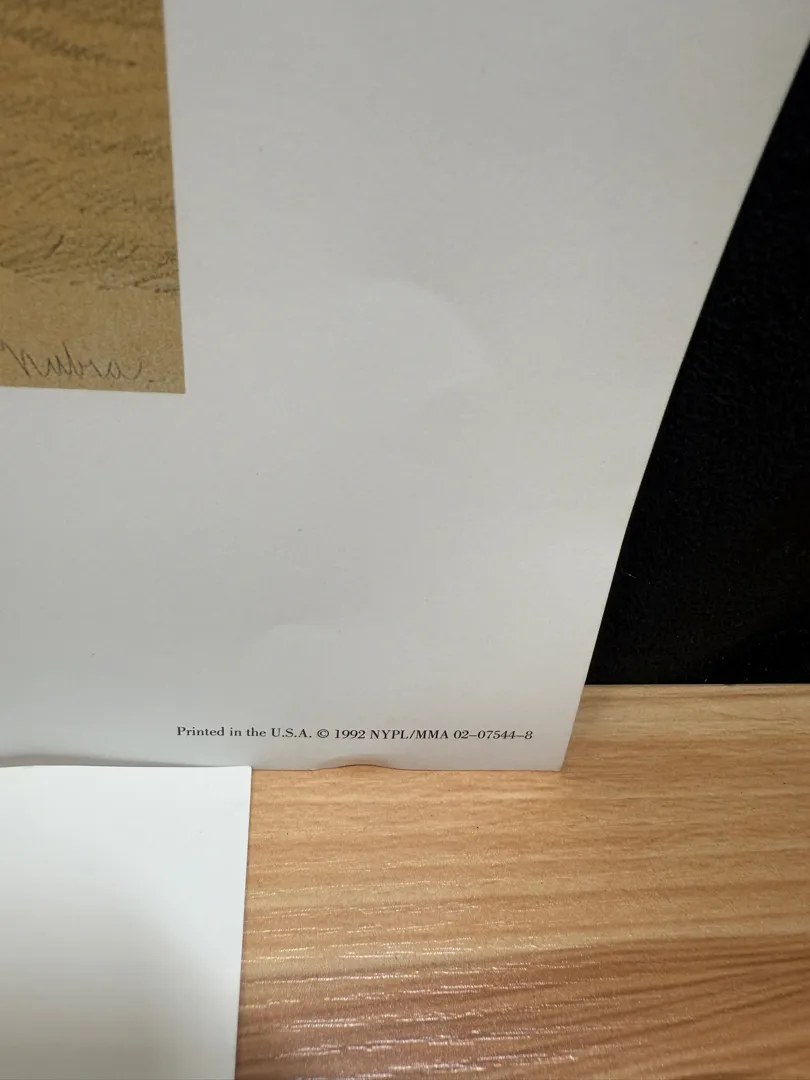 Nubia.
Printed in the U.S.A. © 1992 NYPL/MMA 02–07544–8